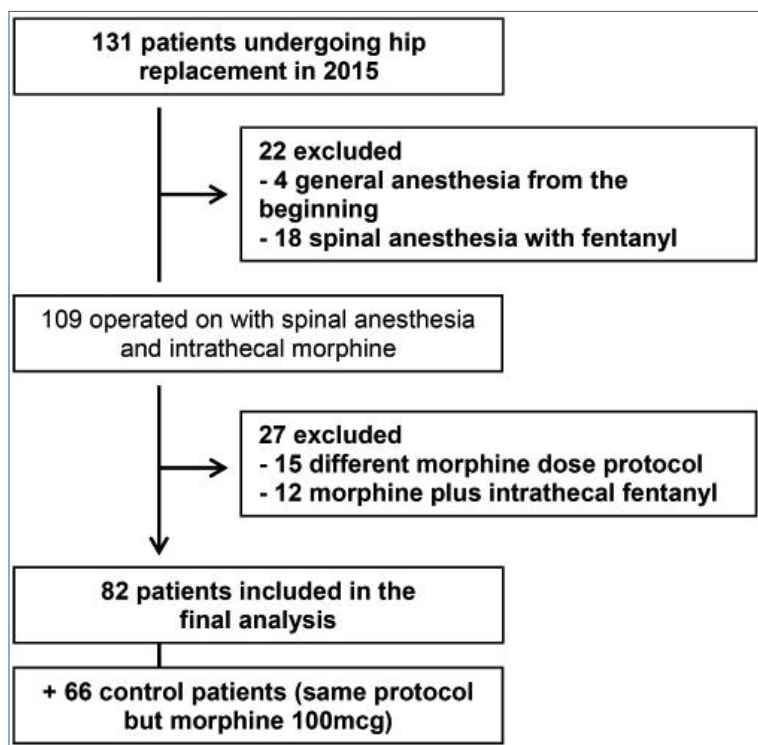 131 patients undergoing hip
replacement in 2015
22 excluded
- 4 general anesthesia from the
beginning
- 18 spinal anesthesia with fentanyl
109 operated on with spinal anesthesia
and intrathecal morphine
27 excluded
- 15 different morphine dose protocol
- 12 morphine plus intrathecal fentanyl
82 patients included in the
final analysis
+ 66 control patients (same protocol
but morphine 100mcg)